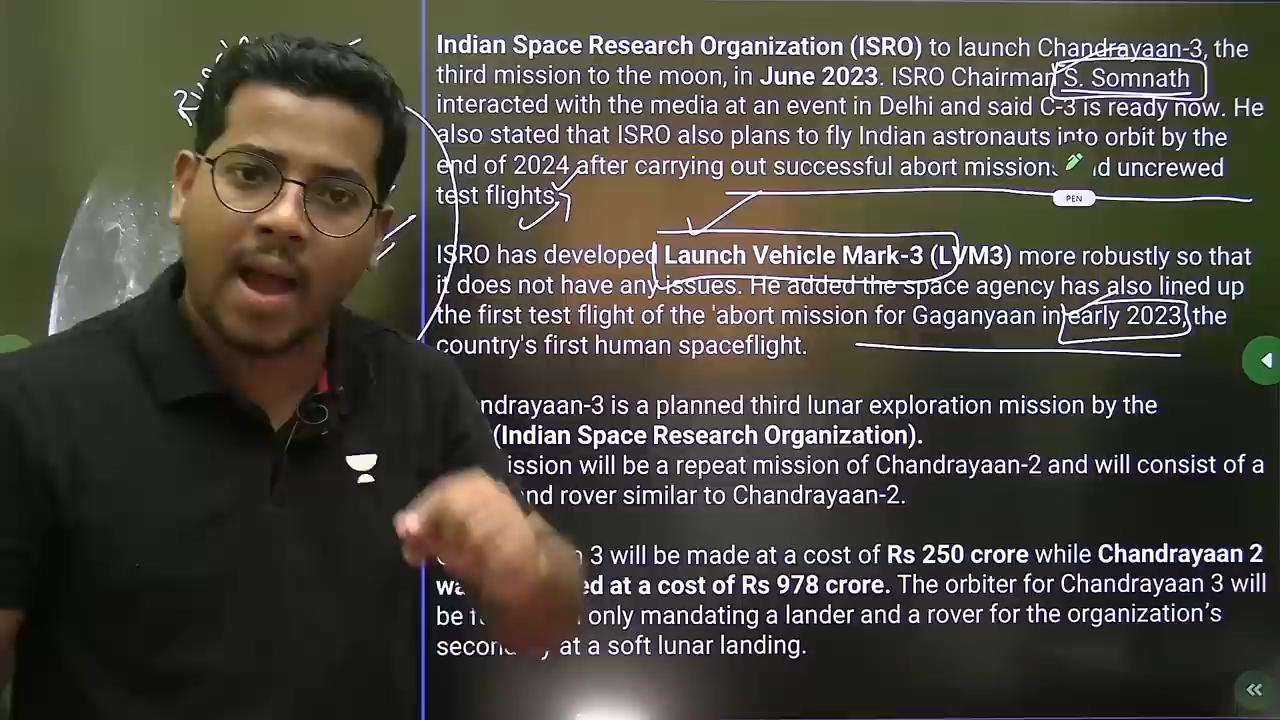 Indian Space Research Organization (ISRO) to launch Chandrayaan-3, the
third mission to the moon, in June 2023. ISRO Chairman S. Somnath
interacted with the media at an event in Delhi and said C-3 is ready now. He
also stated that ISRO also plans to fly Indian astronauts into orbit by the
end of 2024 after carrying out successful abort missions uncrewed
PEN
test flights.
ISRO has developed Launch Vehicle Mark-3 (LVM3) more robustly so that
it does not have any issues. He added the space agency has also lined up
the first test flight of the 'abort mission for Gaganyaan in early 2023, the
country's first human spaceflight.
ndrayaan-3 is a planned third lunar exploration mission by the
(Indian Space Research Organization).
ission will be a repeat mission of Chandrayaan-2 and will consist of a
nd rover similar to Chandrayaan-2.
3 will be made at a cost of Rs 250 crore while Chandrayaan 2
ed at a cost of Rs 978 crore. The orbiter for Chandrayaan 3 will
be only mandating a lander and a rover for the organization's
at a soft lunar landing.